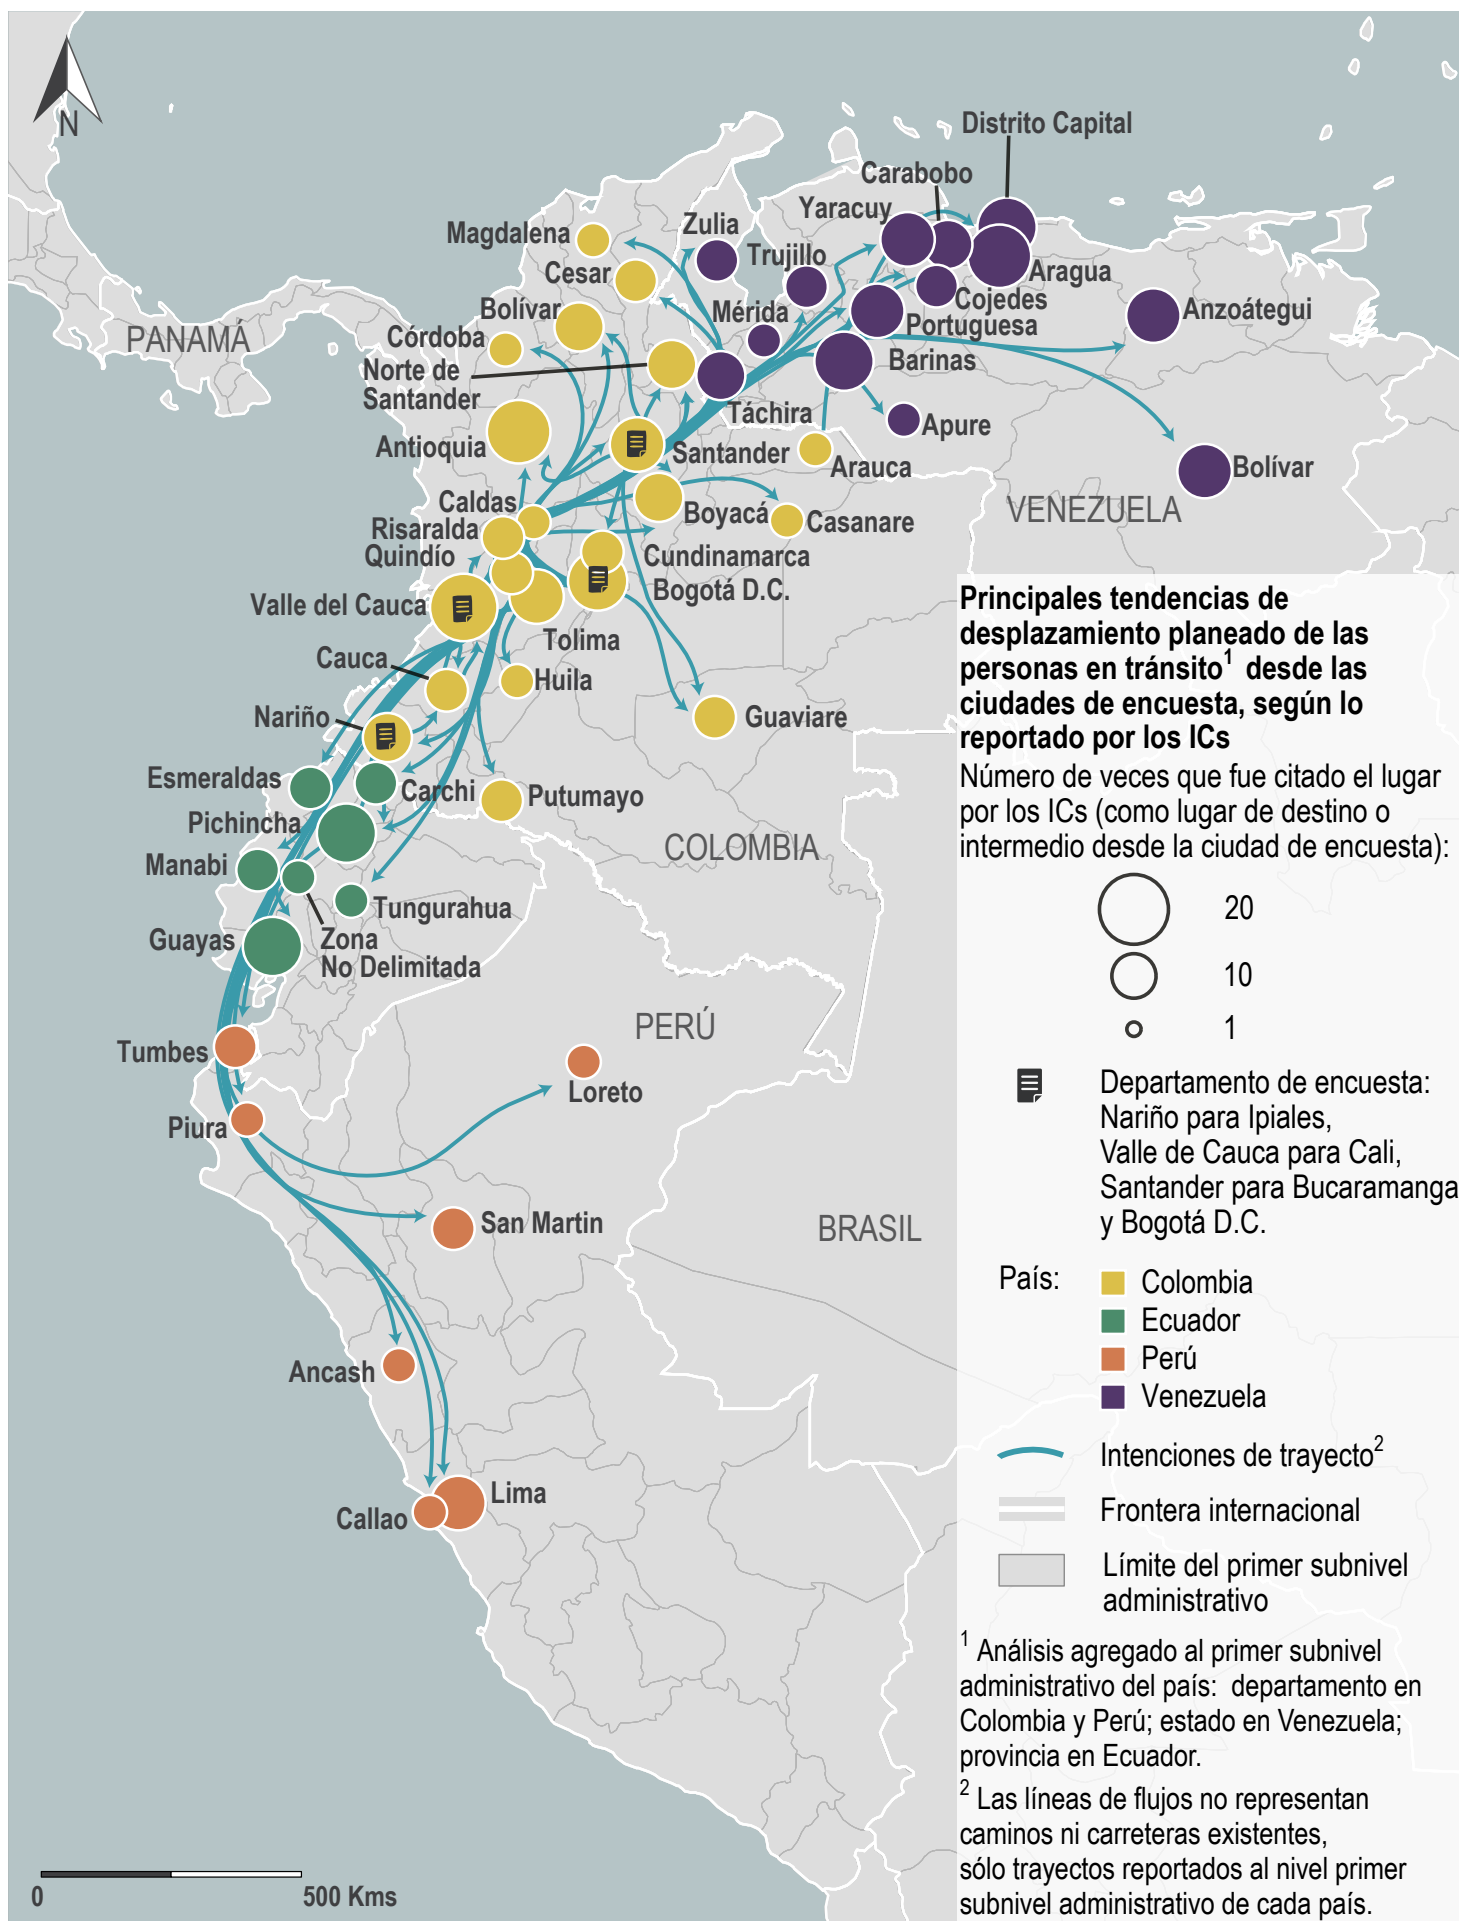 N
Distrito Capital
Carabobo
Yaracuy
Zulia
Magdalena
Trujillo
Cesar
Aragua
Cojedes
Bolívar
Mérida
Anzoátegui
PANAMÁ
Portuguesa
Córdoba
Norte de
Santander
Barinas
Táchira
Apure
Antioquia
Santander
Arauca
Bolívar
Caldas
Boyacá
Casanare
VENEZUELA
Risaralda
Quindío
Cundinamarca
Bogotá D.C.
Valle del Cauca
Tolima
Cauca
Huila
Nariño
Guaviare
Esmeraldas
Carchi
Putumayo
Pichincha
COLOMBIA
Manabi
Tungurahua
Guayas
Zona
No Delimitada
PERÚ
Tumbes
Loreto
Piura
San Martin
BRASIL
Ancash
Lima
Callao
0
500 Kms
Principales tendencias de
desplazamiento planeado de las
personas en tránsito1 desde las
ciudades de encuesta, según lo
reportado por los ICs
Número de veces que fue citado el lugar
por los ICs (como lugar de destino o
intermedio desde la ciudad de encuesta):
20
10
1
Departamento de encuesta:
Nariño para Ipiales,
Valle de Cauca para Cali,
Santander para Bucaramanga
y Bogotá D.C.
País:
Colombia
Ecuador
Perú
Venezuela
Intenciones de trayecto2
Frontera internacional
Límite del primer subnivel
administrativo
1 Análisis agregado al primer subnivel
administrativo del país: departamento en
Colombia y Perú; estado en Venezuela;
provincia en Ecuador.
2 Las líneas de flujos no representan
caminos ni carreteras existentes,
sólo trayectos reportados al nivel primer
subnivel administrativo de cada país.